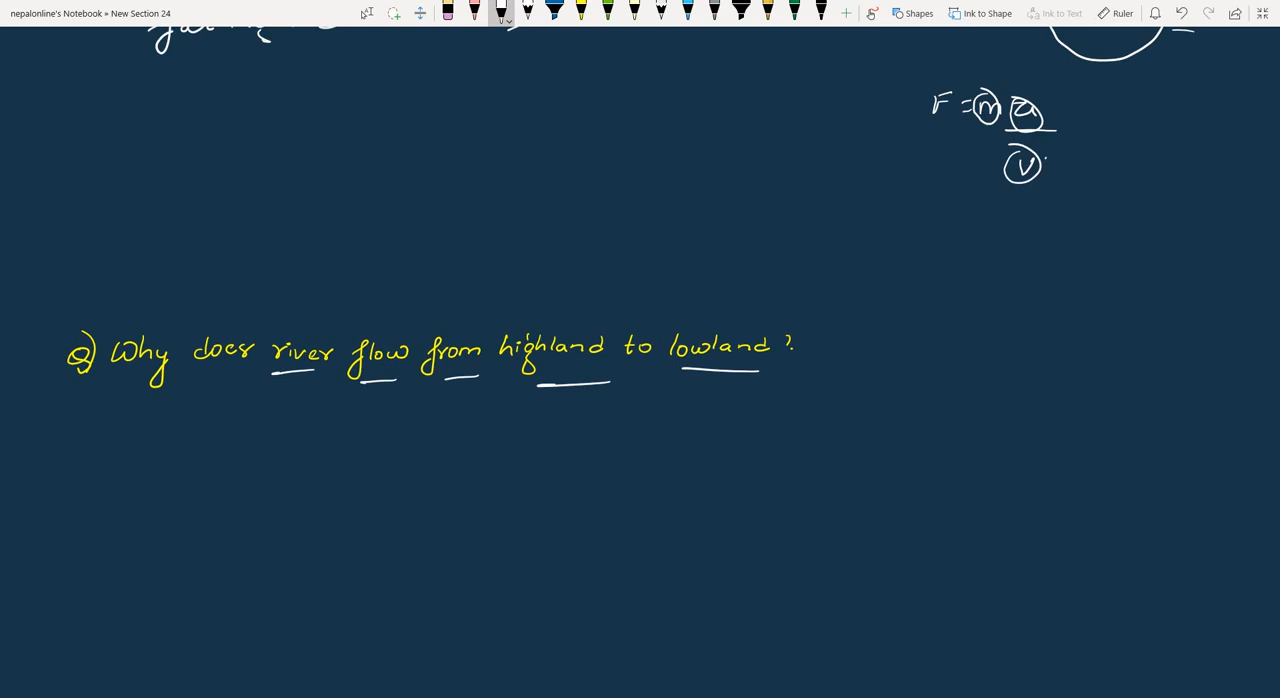 nepalonline's Notebook » New Section 24
Shapes
Ink to Shape
Ink to Text
Ruler
F = m a
v
Q) Why does river flow from highland to lowland ?